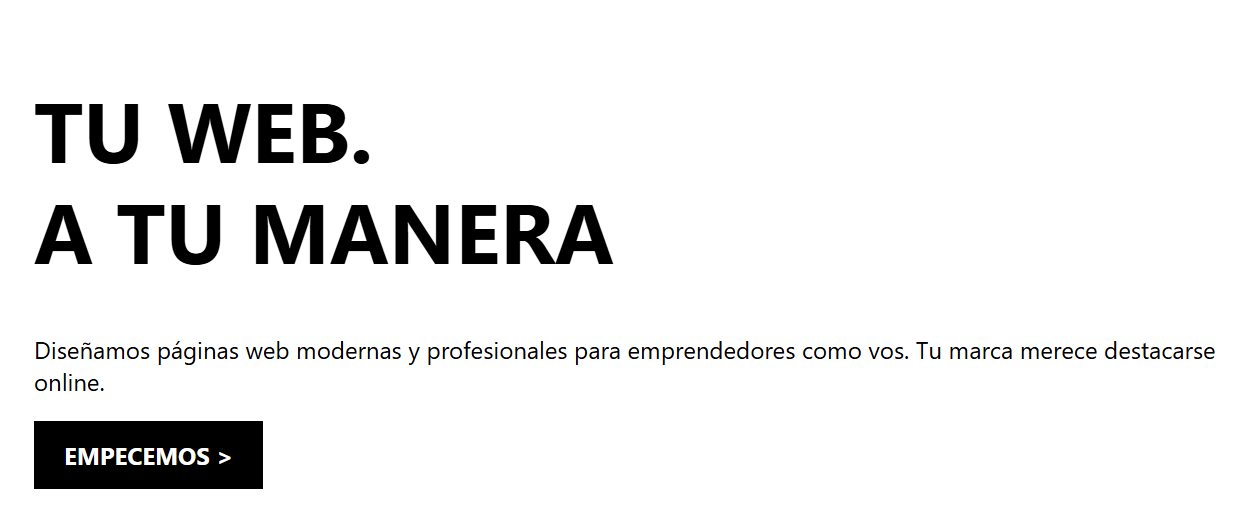 TU WEB.
A TU MANERA
Diseñamos páginas web modernas y profesionales para emprendedores como vos. Tu marca merece destacarse
online.
EMPECEMOS >